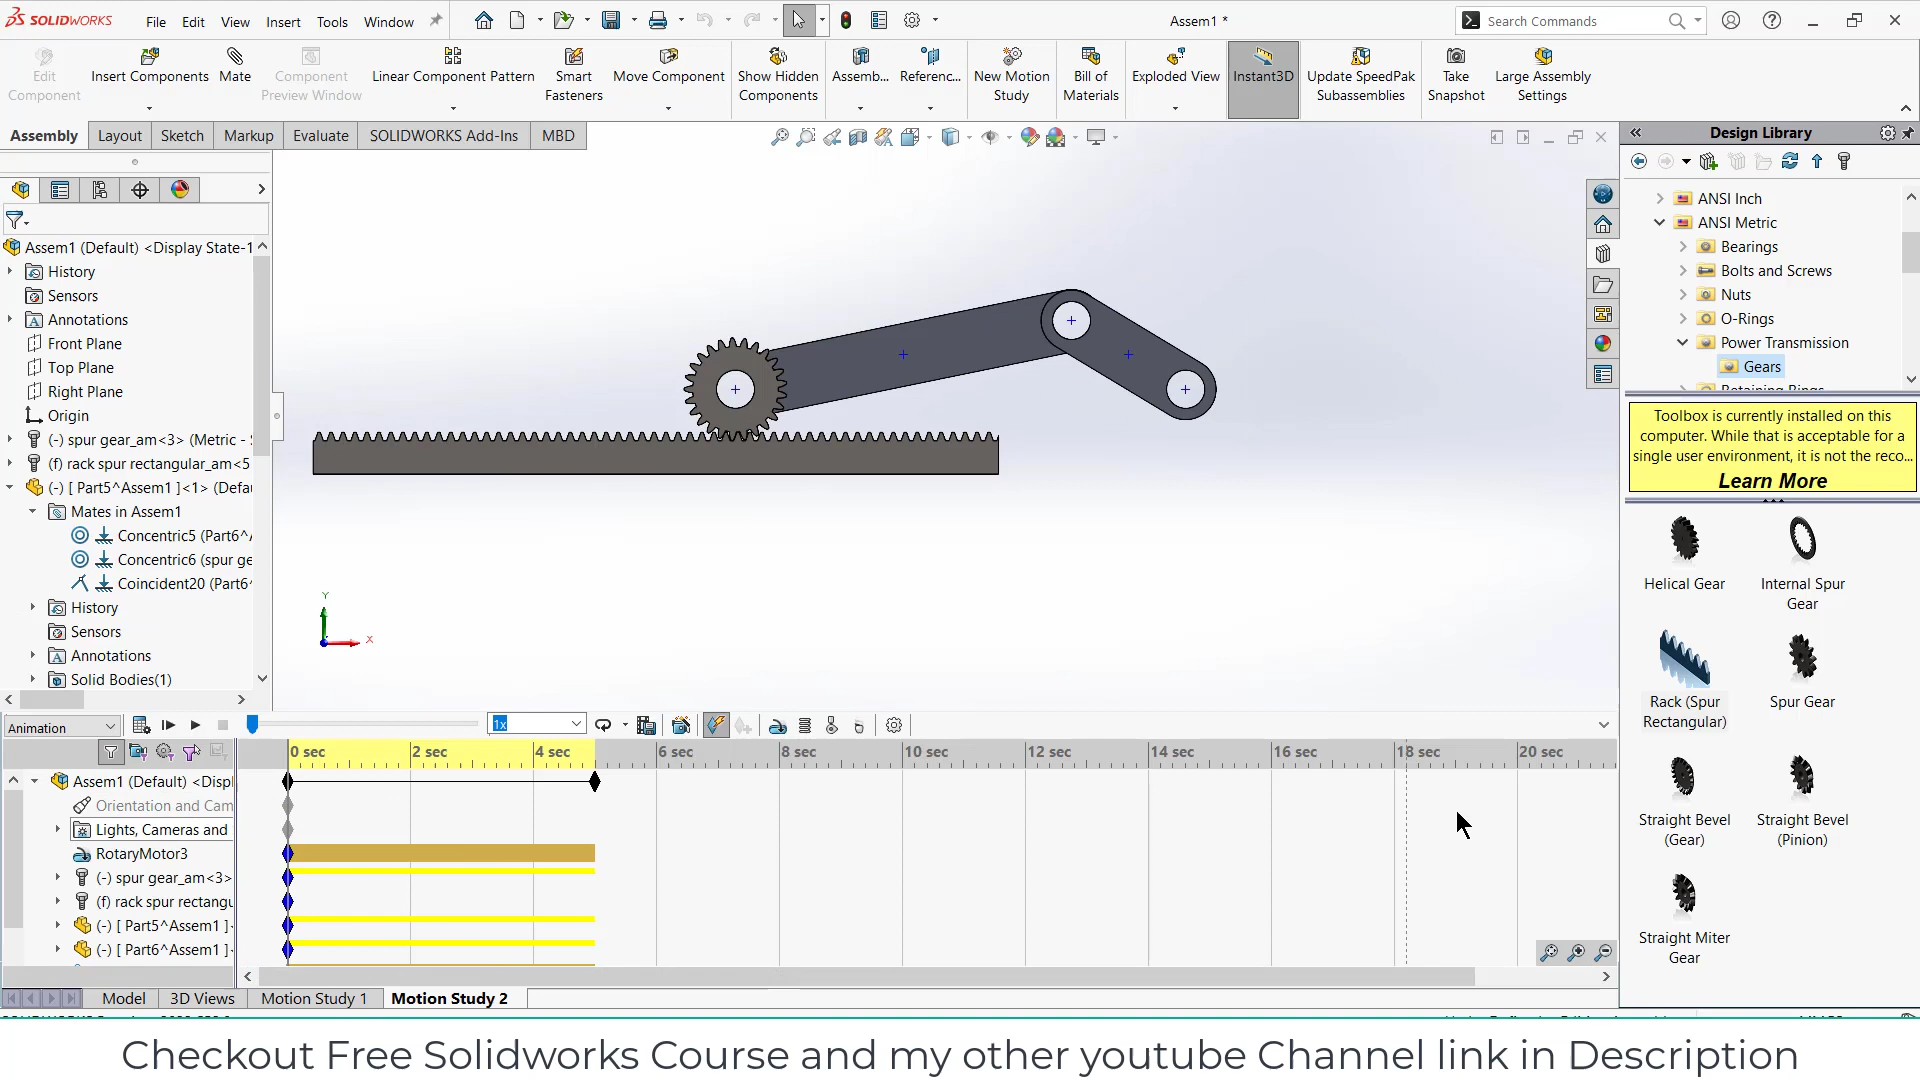 SOLIDWORKS File Edit View Insert Tools Window Assem1 * Search Commands
Edit Component
Insert Components
Mate
Component Preview Window
Linear Component Pattern
Smart Fasteners
Move Component
Show Hidden Components
Assemb...
Referenc...
New Motion Study
Bill of Materials
Exploded View
Instant3D
Update SpeedPak Subassemblies
Take Snapshot
Large Assembly Settings
Assembly Layout Sketch Markup Evaluate SOLIDWORKS Add-Ins MBD
Assem1 (Default) <Display State-1
History
Sensors
Annotations
Front Plane
Top Plane
Right Plane
Origin
(-) spur gear_am<3> (Metric -
(f) rack spur rectangular_am<5
(-) [ Part5^Assem1 ]<1> (Defau
Mates in Assem1
Concentric5 (Part6^
Concentric6 (spur ge
Coincident20 (Part6^
History
Sensors
Annotations
Solid Bodies(1)
Y
X
Design Library
ANSI Inch
ANSI Metric
Bearings
Bolts and Screws
Nuts
O-Rings
Power Transmission
Gears
Retaining Rings
Toolbox is currently installed on this
computer. While that is acceptable for a
single user environment, it is not the reco...
Learn More
Helical Gear
Internal Spur Gear
Rack (Spur Rectangular)
Spur Gear
Straight Bevel (Gear)
Straight Bevel (Pinion)
Straight Miter Gear
Animation
1x
0 sec 2 sec 4 sec 6 sec 8 sec 10 sec 12 sec 14 sec 16 sec 18 sec 20 sec
Assem1 (Default) <Displ
Orientation and Cam
Lights, Cameras and
RotaryMotor3
(-) spur gear_am<3>
(f) rack spur rectangu
(-) [ Part5^Assem1 ]
(-) [ Part6^Assem1 ]
Model 3D Views Motion Study 1 Motion Study 2
Checkout Free Solidworks Course and my other youtube Channel link in Description